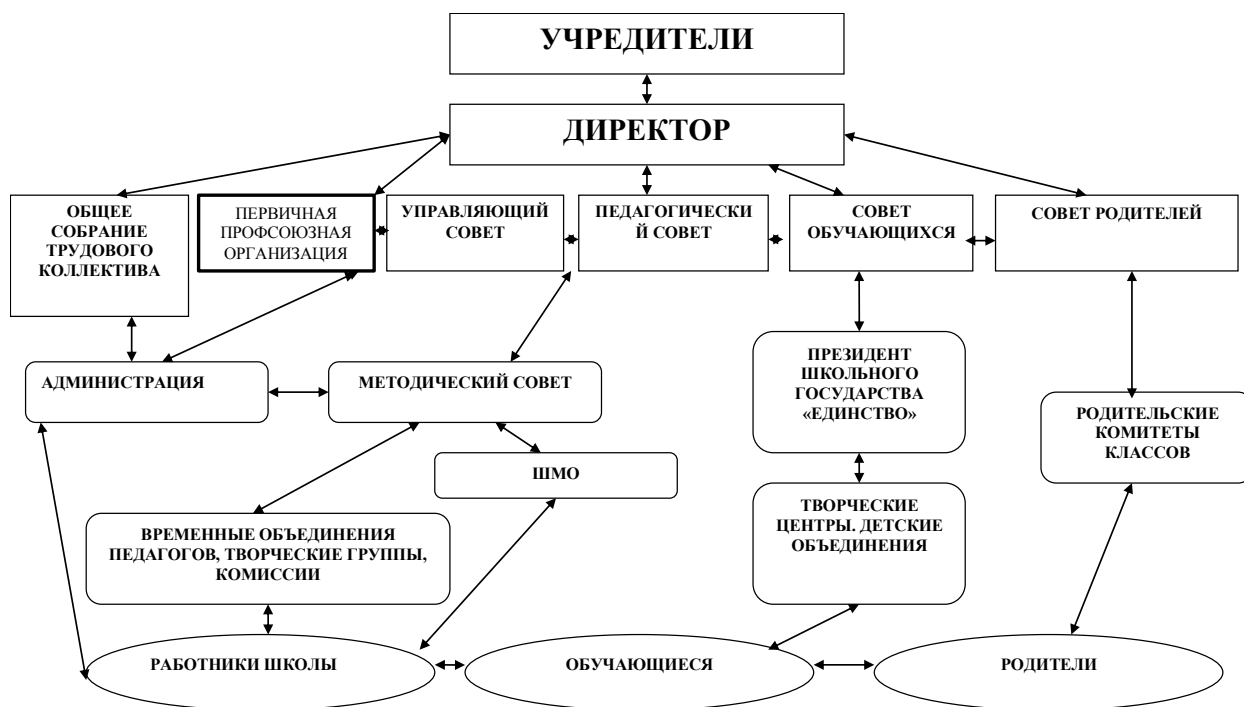 УЧРЕДИТЕЛИ
ДИРЕКТОР
ОБЩЕЕ
СОБРАНИЕ
ТРУДОВОГО
КОЛЛЕКТИВА
ПЕРВИЧНАЯ
ПРОФСОЮЗНАЯ
ОРГАНИЗАЦИЯ
УПРАВЛЯЮЩИЙ
СОВЕТ
ПЕДАГОГИЧЕСКИ
Й СОВЕТ
СОВЕТ
ОБУЧАЮЩИХСЯ
СОВЕТ РОДИТЕЛЕЙ
АДМИНИСТРАЦИЯ
МЕТОДИЧЕСКИЙ СОВЕТ
ПРЕЗИДЕНТ
ШКОЛЬНОГО
ГОСУДАРСТВА
«ЕДИНСТВО»
РОДИТЕЛЬСКИЕ
КОМИТЕТЫ
КЛАССОВ
ШМО
ВРЕМЕННЫЕ ОБЪЕДИНЕНИЯ
ПЕДАГОГОВ, ТВОРЧЕСКИЕ ГРУППЫ,
КОМИССИИ
ТВОРЧЕСКИЕ
ЦЕНТРЫ. ДЕТСКИЕ
ОБЪЕДИНЕНИЯ
РАБОТНИКИ ШКОЛЫ
ОБУЧАЮЩИЕСЯ
РОДИТЕЛИ